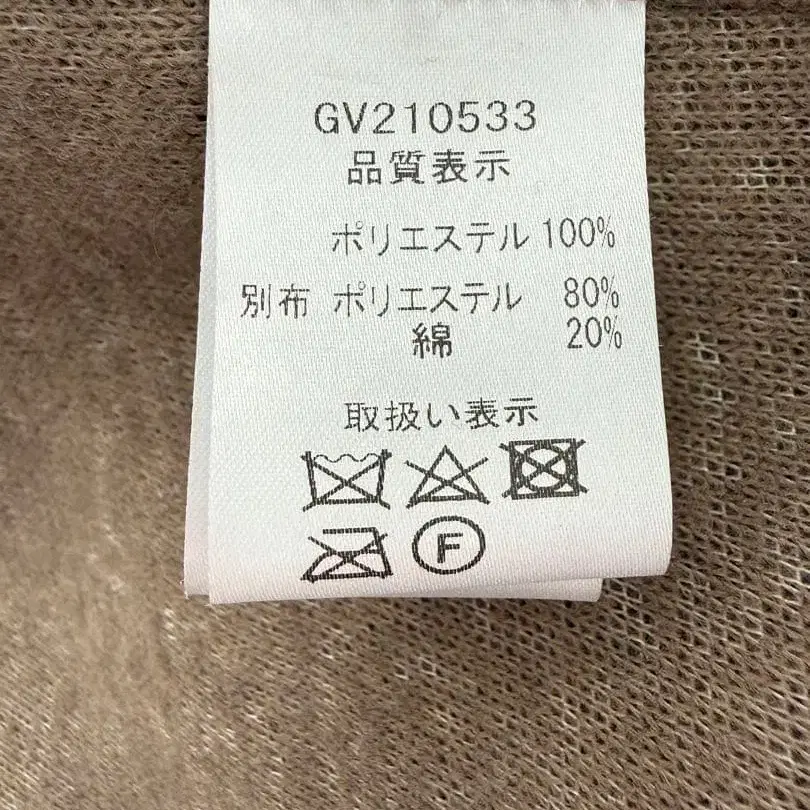 GV210533
品質表示
ポリエステル 100%
別布 ポリエステル 80%
綿 20%
取扱い表示
F